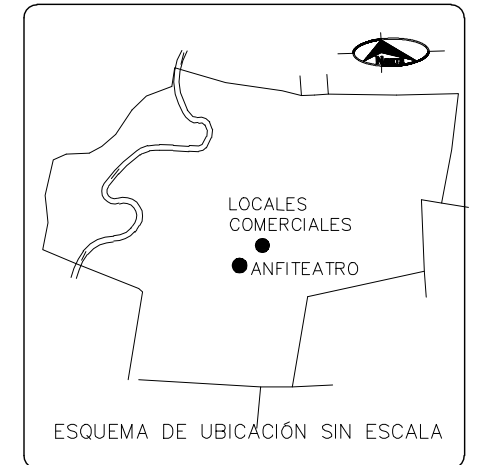 LOCALES
COMERCIALES
ANFITEATRO
ESQUEMA DE UBICACIÓN SIN ESCALA